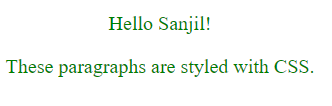 Hello Sanjil!
These paragraphs are styled with CSS.